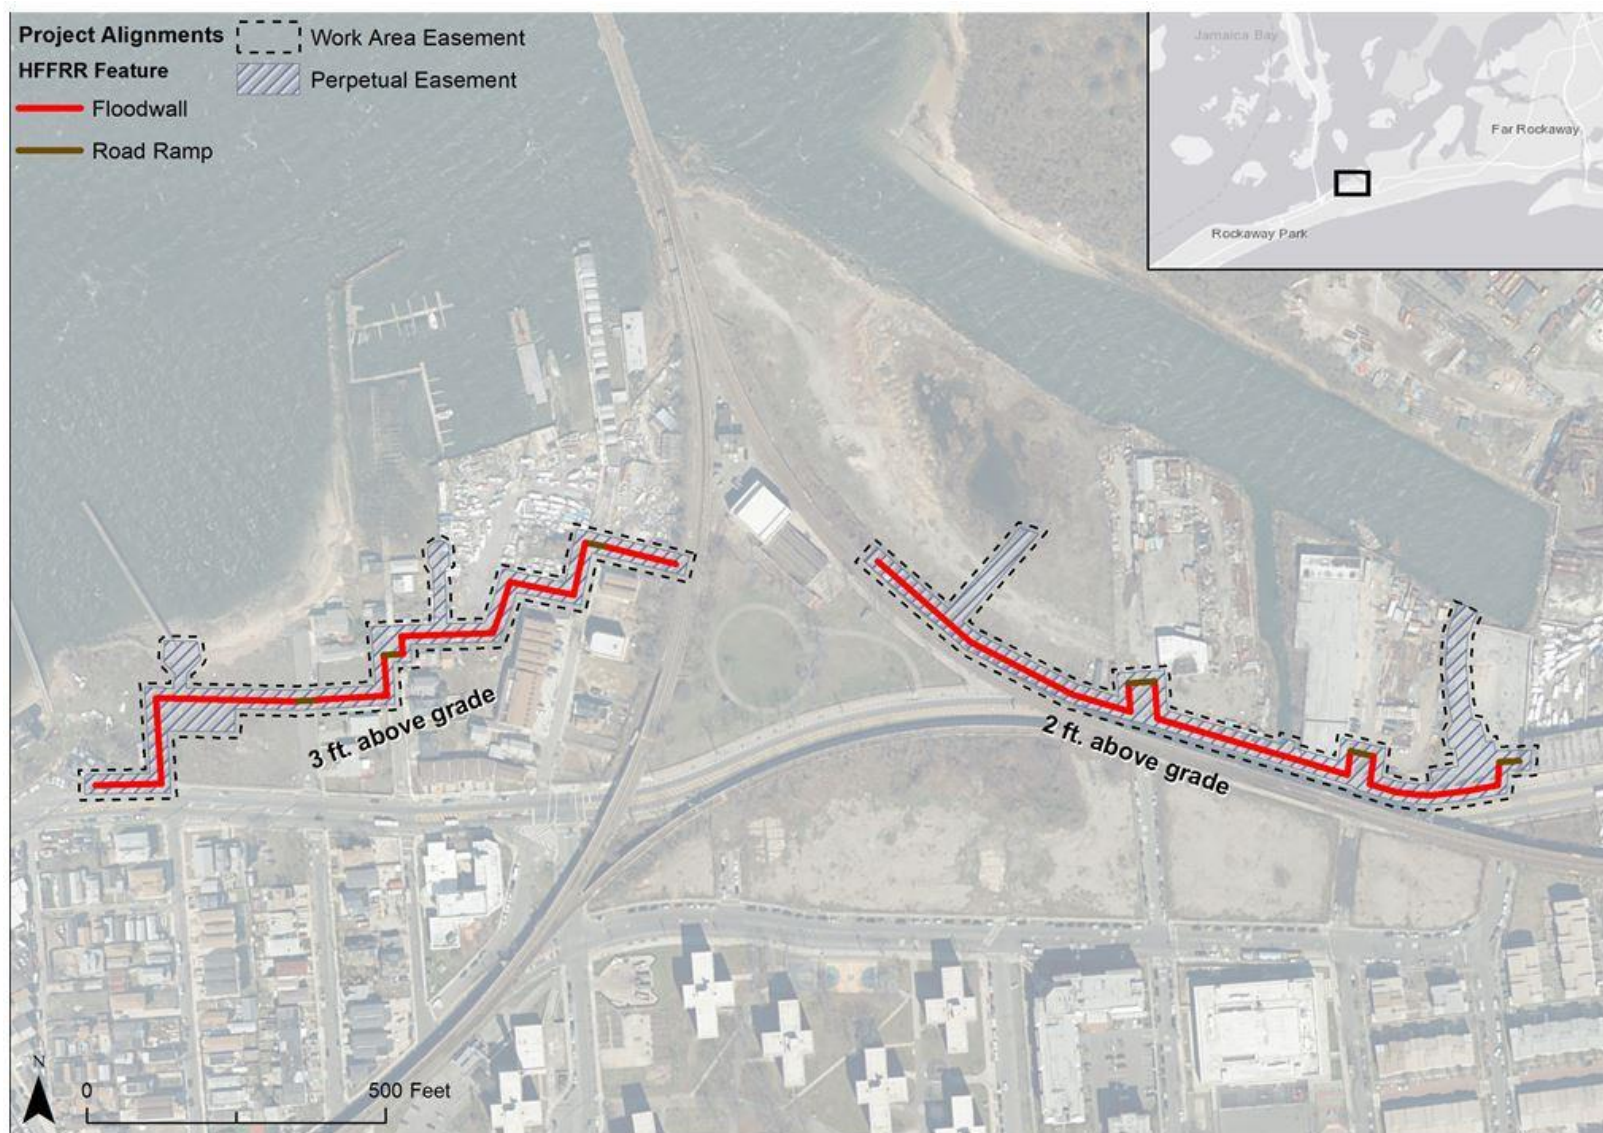 Project Alignments
HFFRR Feature
Floodwall
Road Ramp
Work Area Easement
Perpetual Easement
Jamaica Bay
Far Rockaway
Rockaway Park
3 ft. above grade
2 ft. above grade
N
0
500 Feet